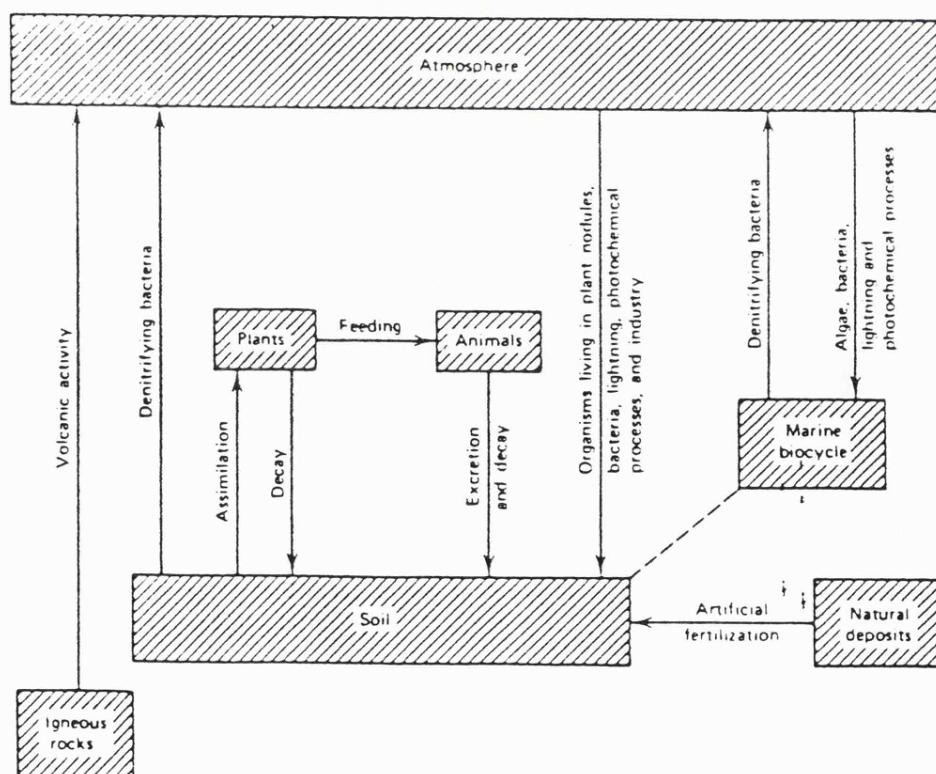 Atmosphere
Volcanic activity
Denitrifying bacteria
Plants
Feeding
Animals
Assimilation
Decay
Excretion
and decay
Organisms living in plant nodules,
bacteria, lightning, photochemical
processes, and industry
Denitrifying bacteria
Algae, bacteria,
lightning and
photochemical processes
Marine
biocycle
Soil
Artificial
fertilization
Natural
deposits
Igneous
rocks